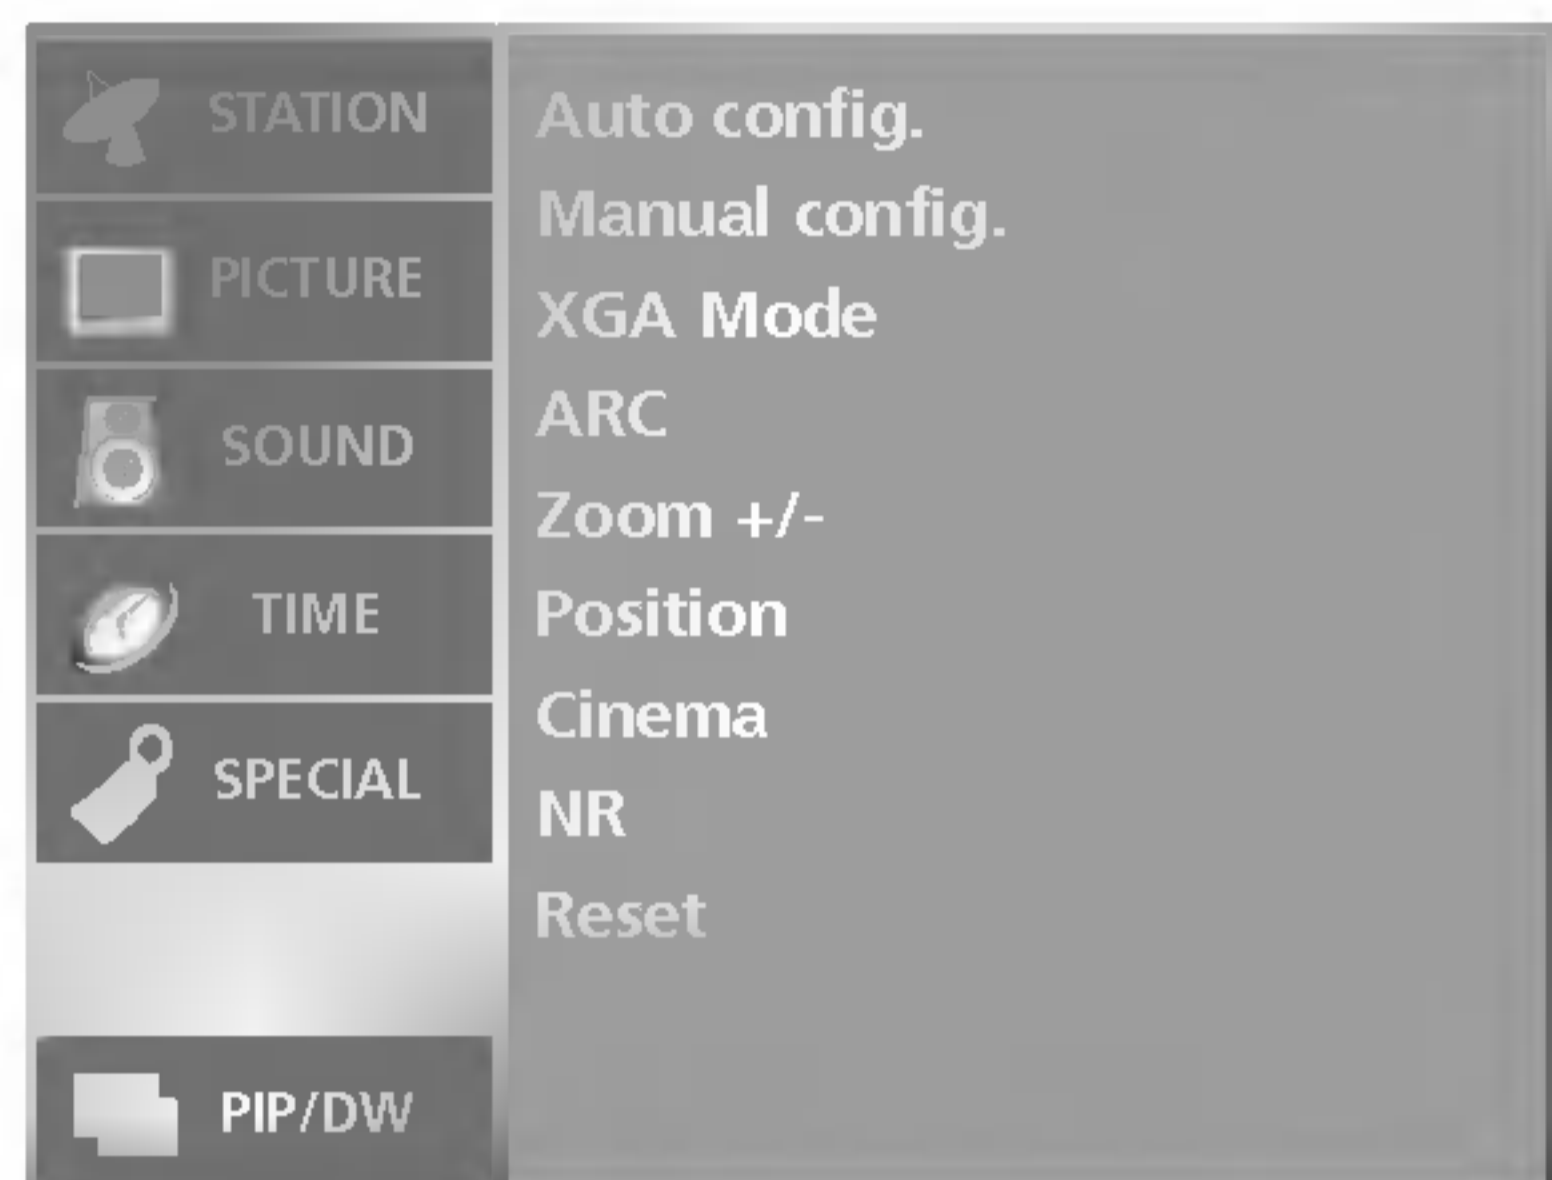 STATION
PICTURE
SOUND
TIME
SPECIAL
PIP/DW
Auto config.
Manual config.
XGA Mode
ARC
Zoom +/-
Position
Cinema
NR
Reset